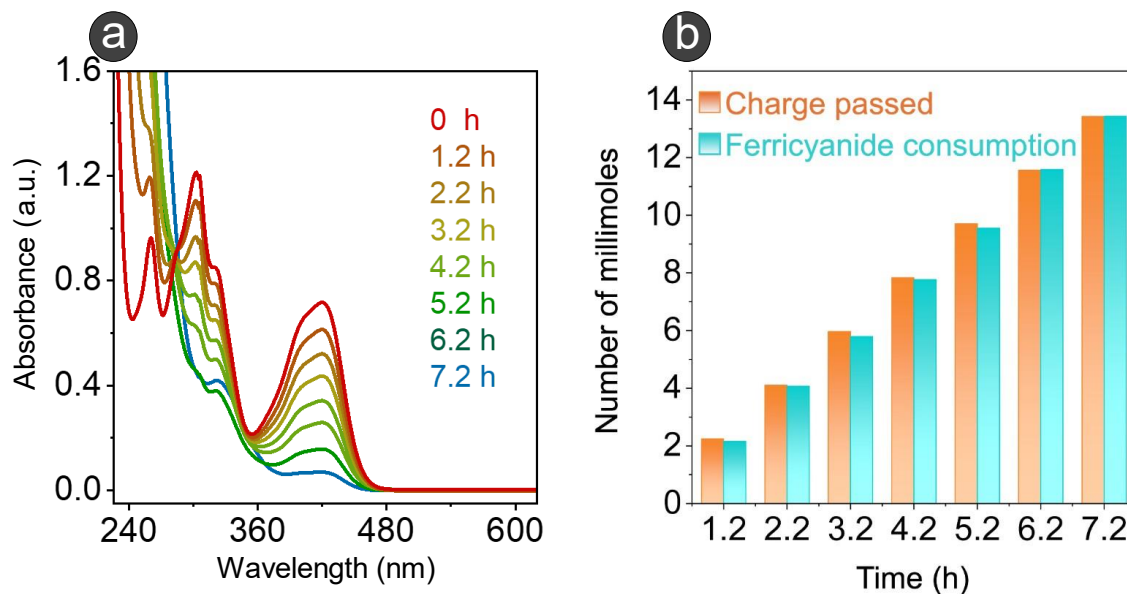 a
1.6
1.2
0.8
0.4
0.0
240
360
480
600
Absorbance (a.u.)
Wavelength (nm)
0 h
1.2 h
2.2 h
3.2 h
4.2 h
5.2 h
6.2 h
7.2 h
b
14
12
10
8
6
4
2
0
Number of millimoles
Charge passed
Ferricyanide consumption
1.2
2.2
3.2
4.2
5.2
6.2
7.2
Time (h)